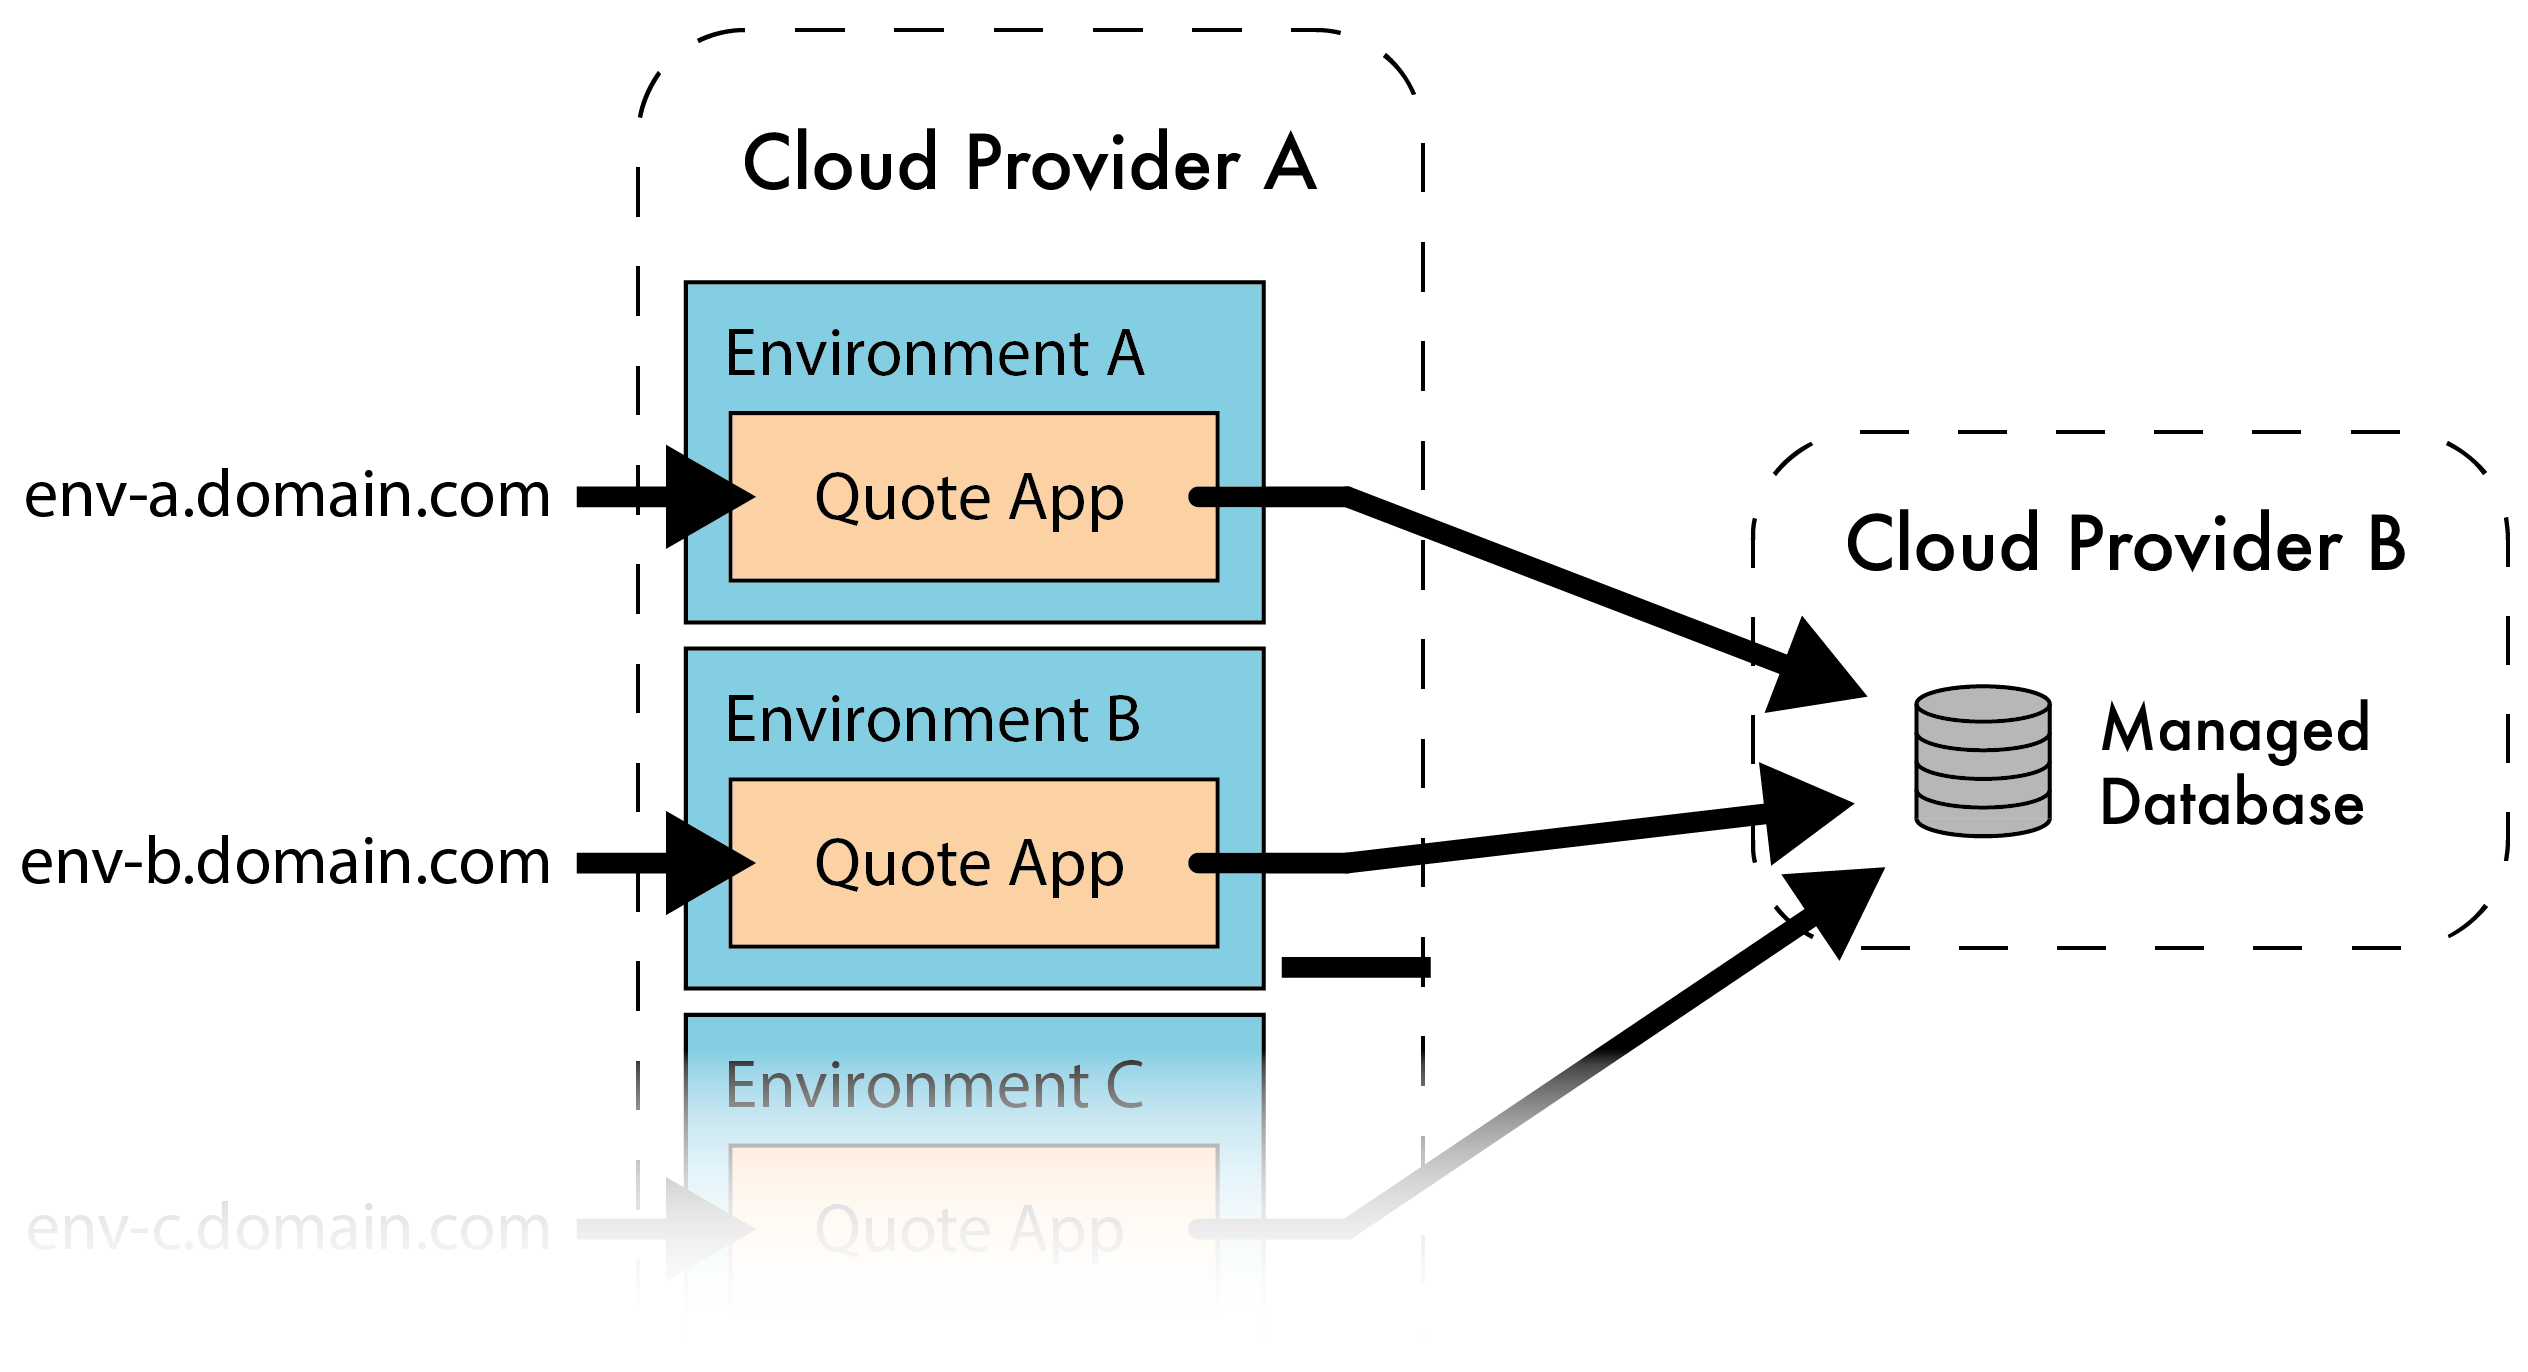 Cloud Provider A
Environment A
env-a.domain.com
Quote App
Cloud Provider B
Environment B
Managed
Database
env-b.domain.com
Quote App
Environment C
env-c.domain.com
Quote App